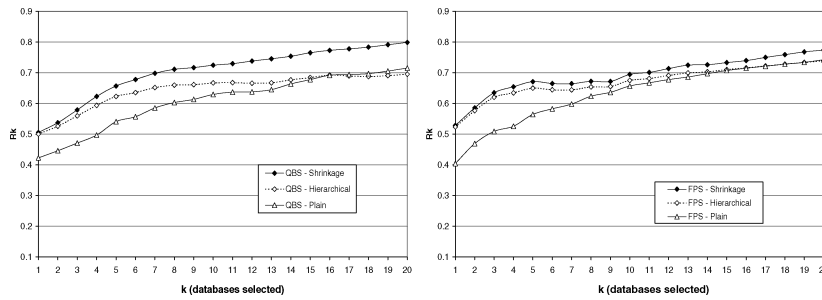 0.9
0.8
0.7
0.6
0.5
0.4
0.3
0.2
0.1
Rk
1 2 3 4 5 6 7 8 9 10 11 12 13 14 15 16 17 18 19 20
k (databases selected)
QBS - Shrinkage
QBS - Hierarchical
QBS - Plain
0.9
0.8
0.7
0.6
0.5
0.4
0.3
0.2
0.1
Rk
1 2 3 4 5 6 7 8 9 10 11 12 13 14 15 16 17 18 19
k (databases selected)
FPS - Shrinkage
FPS - Hierarchical
FPS - Plain